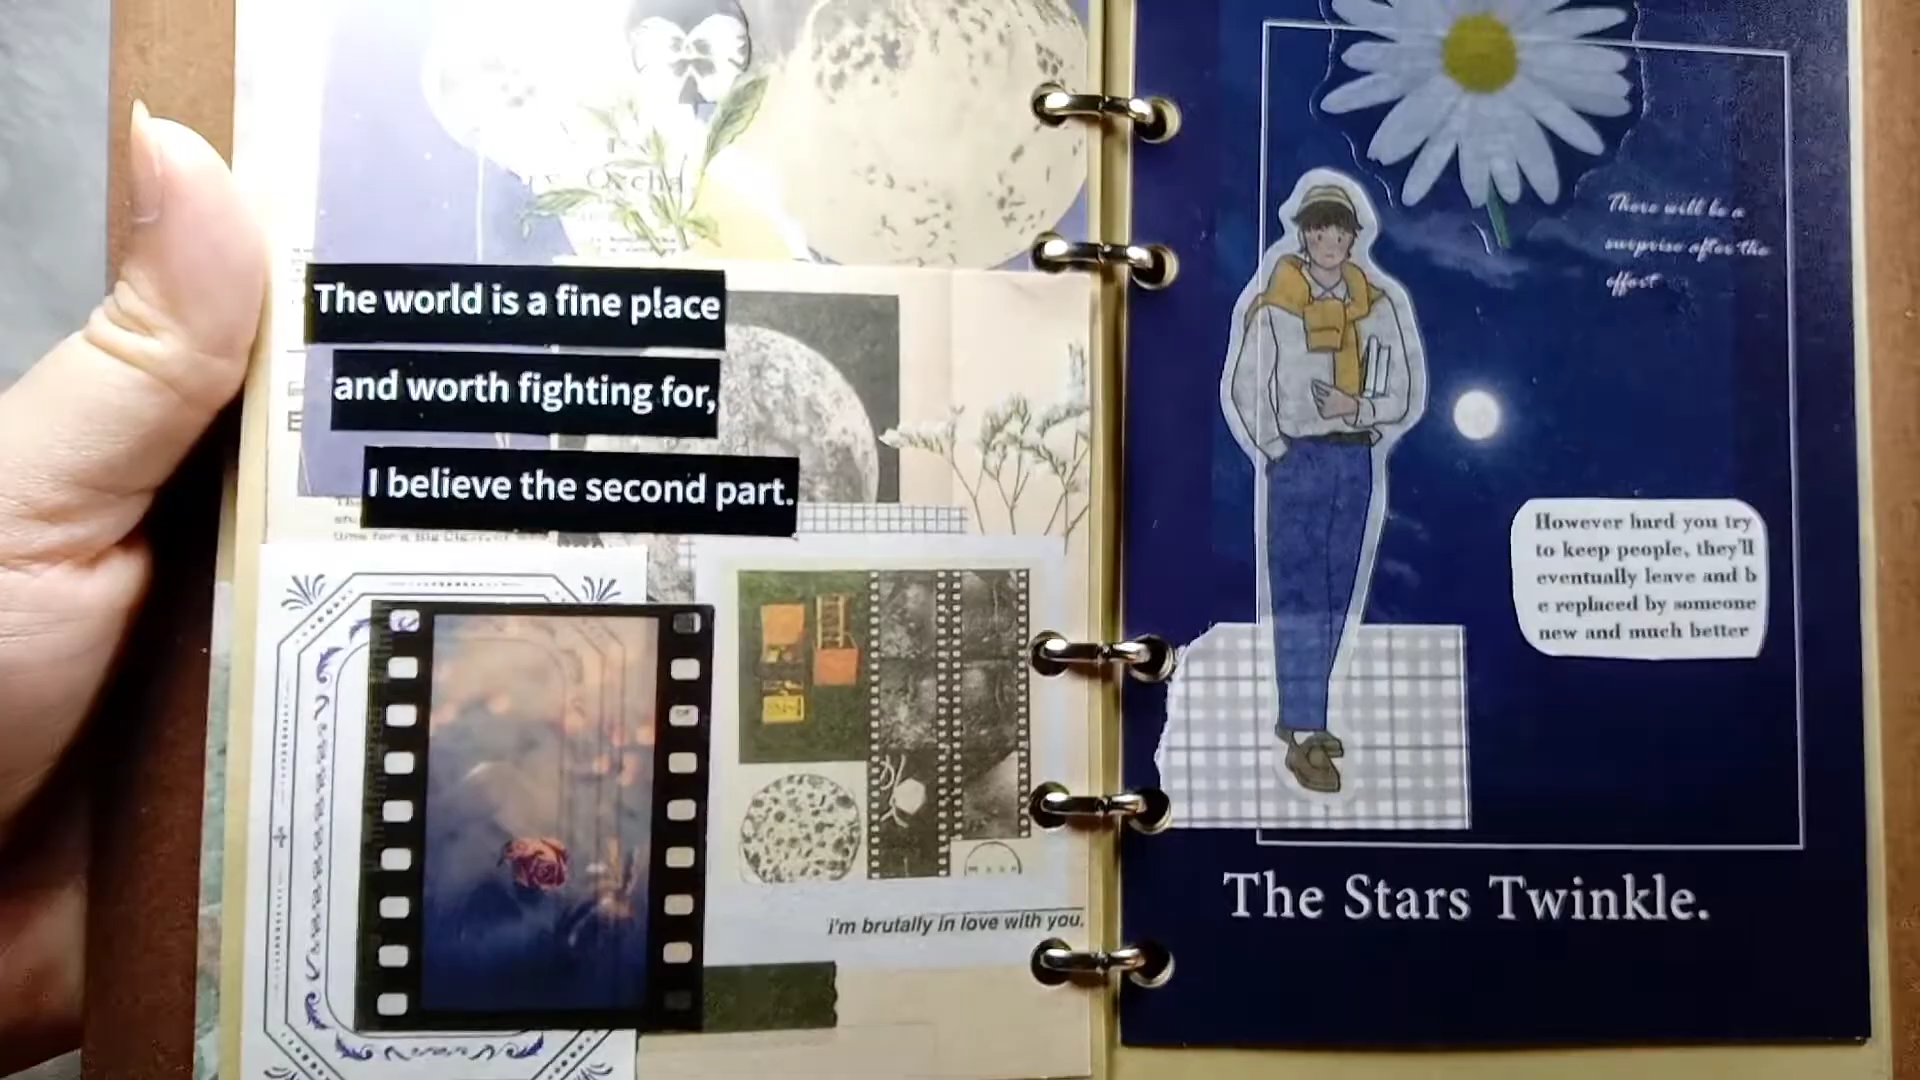 The world is a fine place
and worth fighting for,
I believe the second part.
i'm brutally in love with you.
There will be a
surprise after the
effort
However hard you try
to keep people, they'll
eventually leave and b
e replaced by someone
new and much better
The Stars Twinkle.